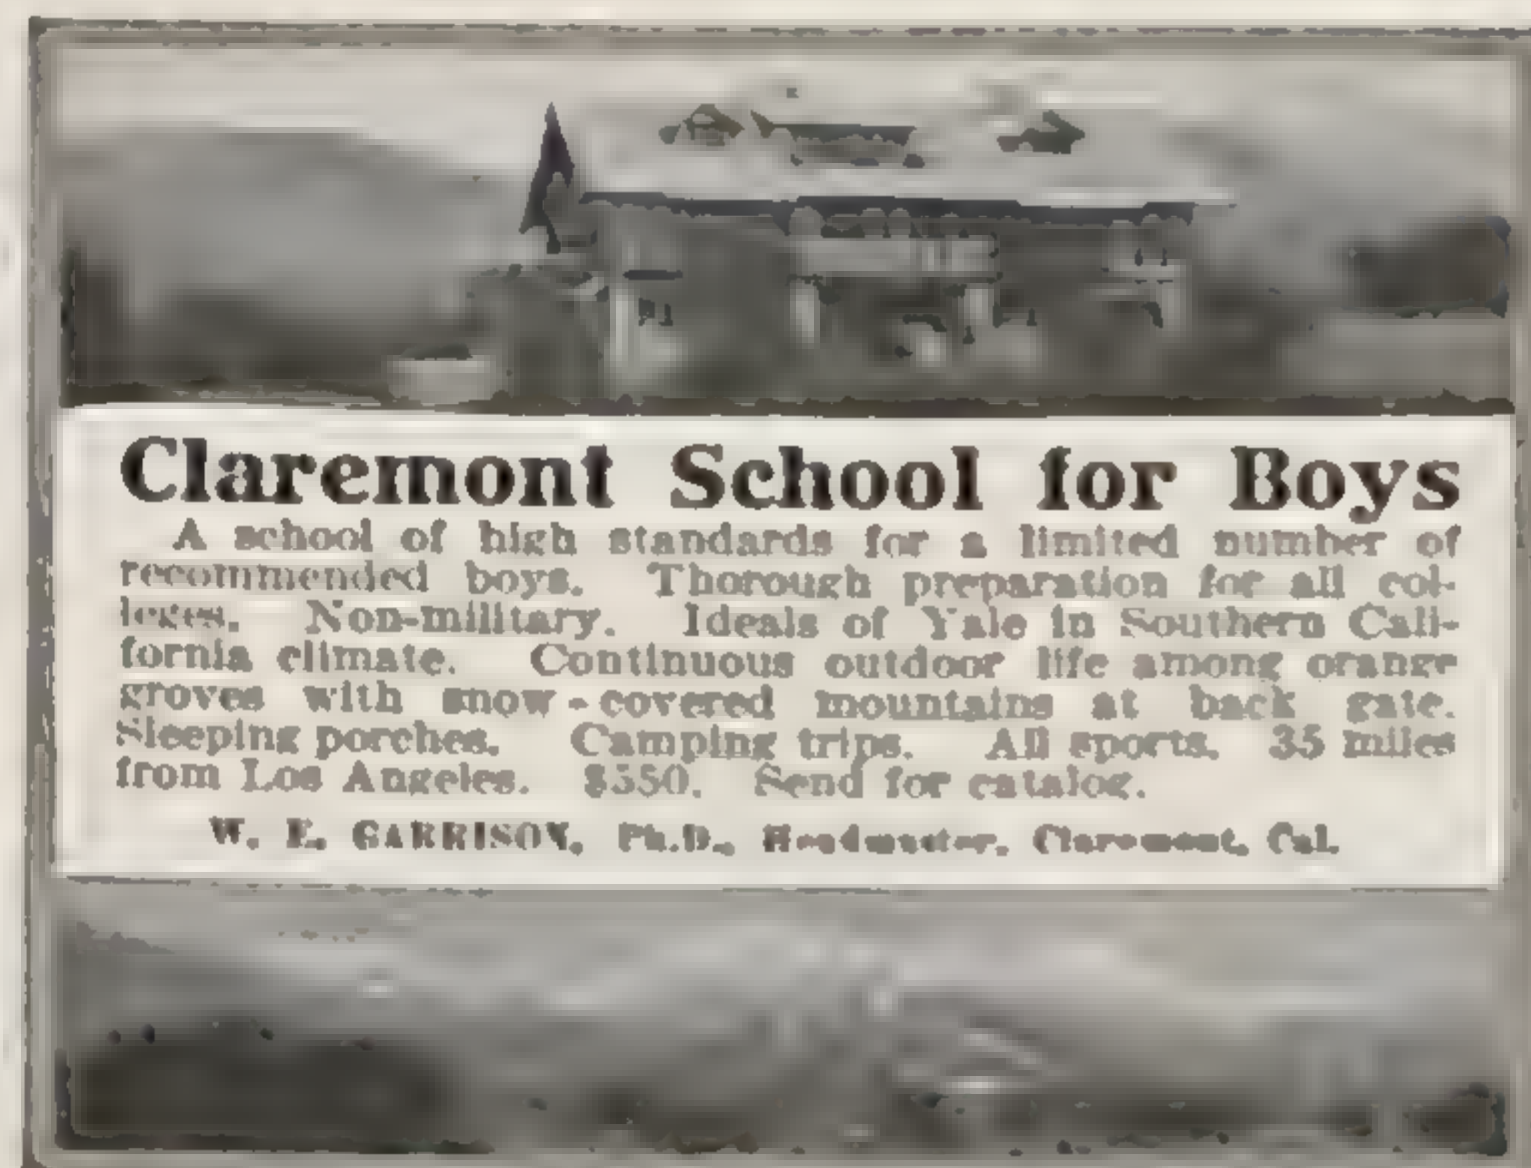 Claremont School for Boys
A school of high standards for a limited number of
recommended boys. Thorough preparation for all col-
leges. Non-military. Ideals of Yale in Southern Cali-
fornia climate. Continuous outdoor life among orange
groves with snow-covered mountains at back gate.
Sleeping porches. Camping trips. All sports. 35 miles
from Los Angeles. $550. Send for catalog.
W. E. GARRISON, Ph.D., Headmaster, Claremont, Cal.